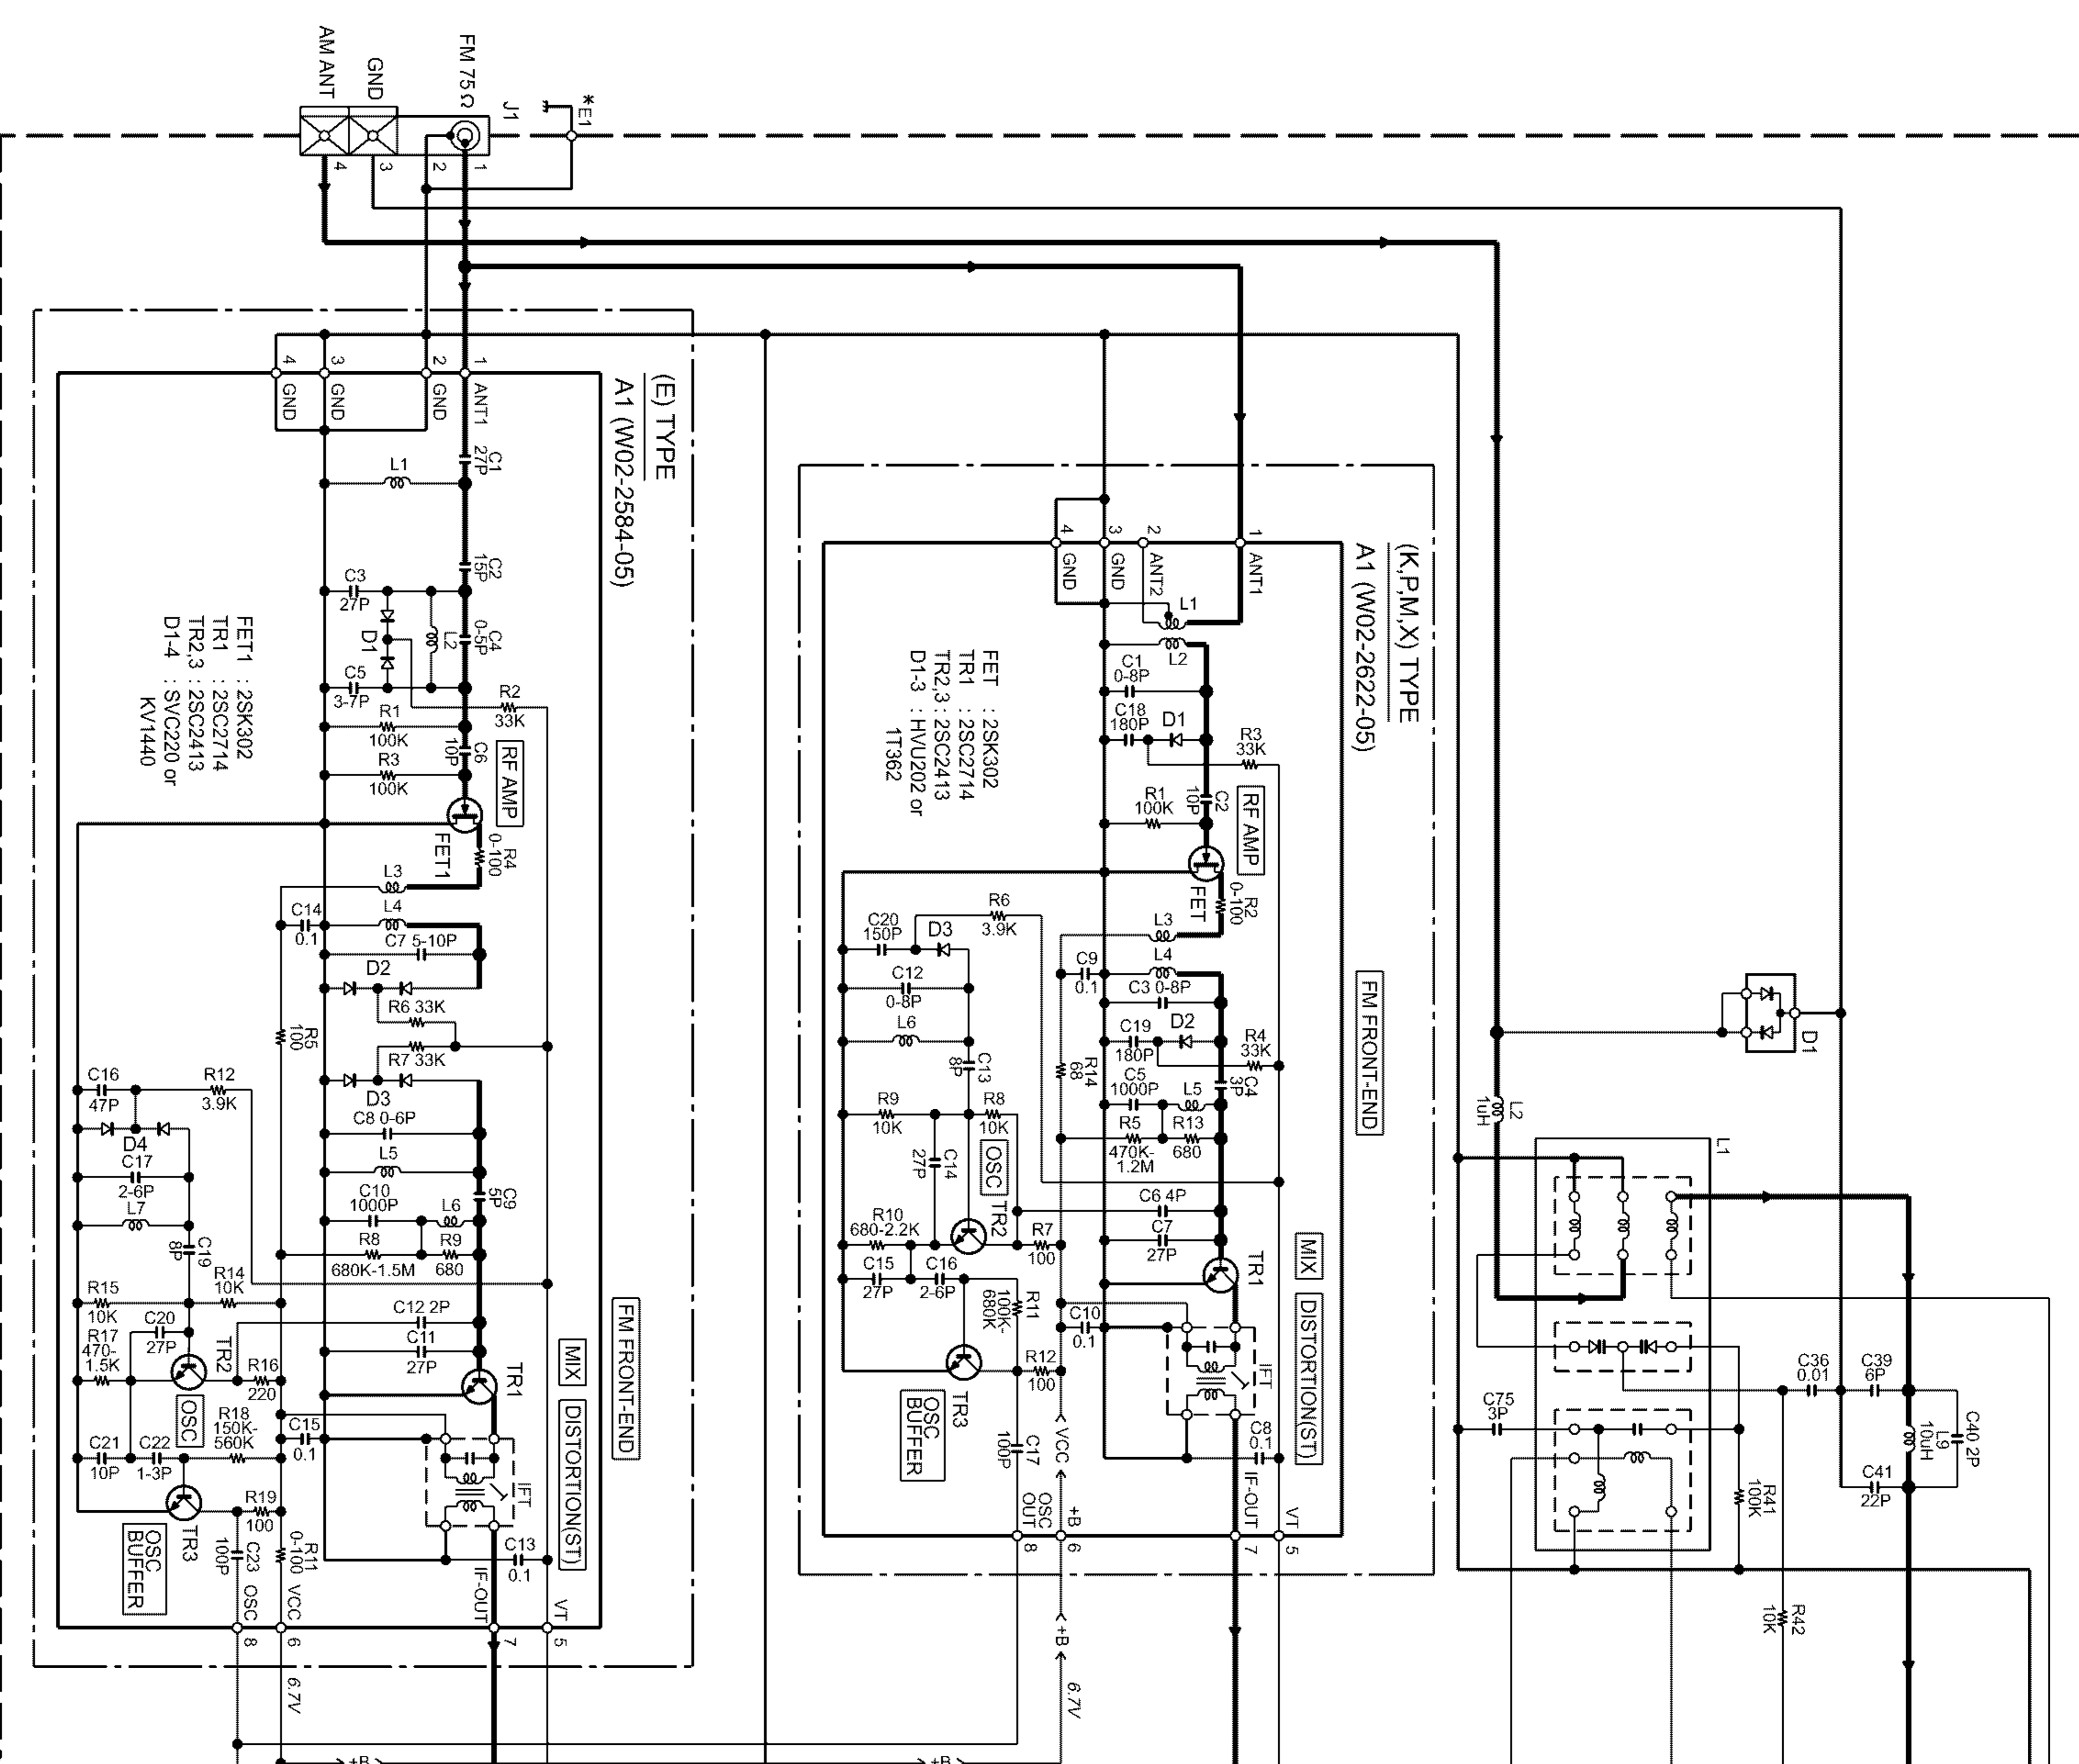 AM ANT
GND
FM 75 Ω
J1
*E1
4
3
2
1
(E) TYPE
A1 (W02-2584-05)
4
3
2
1
GND
GND
GND
ANT1
C1
27P
L1
C2
15P
C3
27P
D1
L2
C4
0-5P
C5
3-7P
R2
33K
R1
100K
C6
10P
R3
100K
RF AMP
FET1 : 2SK302
TR1 : 2SC2714
TR2,3 : 2SC2413
D1-4 : SVC220 or
KV1440
FET1
R4
0-100
L3
L4
C14
0.1
C7 5-10P
D2
R6 33K
R5
100
R7 33K
D3
C8 0-6P
L5
C10
1000P
C9
5P
L6
R8
680K-1.5M
R9
680
C16
47P
R12
3.9K
D4
C17
2-6P
L7
C19
8P
R14
10K
R15
10K
C20
27P
R17
470-
1.5K
TR2
R16
220
OSC
C12 2P
C11
27P
TR1
MIX
DISTORTION(ST)
FM FRONT-END
R18
150K-
560K
C15
0.1
C21
10P
C22
1-3P
IFT
TR3
OSC
BUFFER
R19
100
C23
100P
R11
0-100
C13
0.1
OSC
VCC
IF-OUT
VT
8
6
7
5
6.7V
+B
(K,P,M,X) TYPE
A1 (W02-2622-05)
4
3
2
1
GND
GND
ANT2
ANT1
L1
L2
C1
0-8P
C18
180P
D1
R3
33K
R1
100K
C2
10P
RF AMP
FET : 2SK302
TR1 : 2SC2714
TR2,3 : 2SC2413
D1-3 : HVU202 or
1T362
FET
R2
0-100
L3
L4
C9
0.1
C3 0-8P
R6
3.9K
C20
150P
D3
C12
0-8P
L6
C13
8P
R14
68
C19
180P
D2
R4
33K
C5
1000P
L5
C4
3P
R5
470K-
1.2M
R13
680
R9
10K
R8
10K
C14
27P
OSC
TR2
C6 4P
C7
27P
R10
680-2.2K
R7
100
C15
27P
C16
2-6P
R11
100K-
680K
C10
0.1
TR1
MIX
DISTORTION(ST)
FM FRONT-END
IFT
R12
100
TR3
OSC
BUFFER
C17
100P
VCC
C8
0.1
OSC
OUT
+B
IF-OUT
VT
8
6
7
5
+B
6.7V
+B
D1
L2
1uH
L1
C36
0.01
C39
6P
C75
3P
L9
10uH
C40 2P
C41
22P
R41
100K
R42
10K